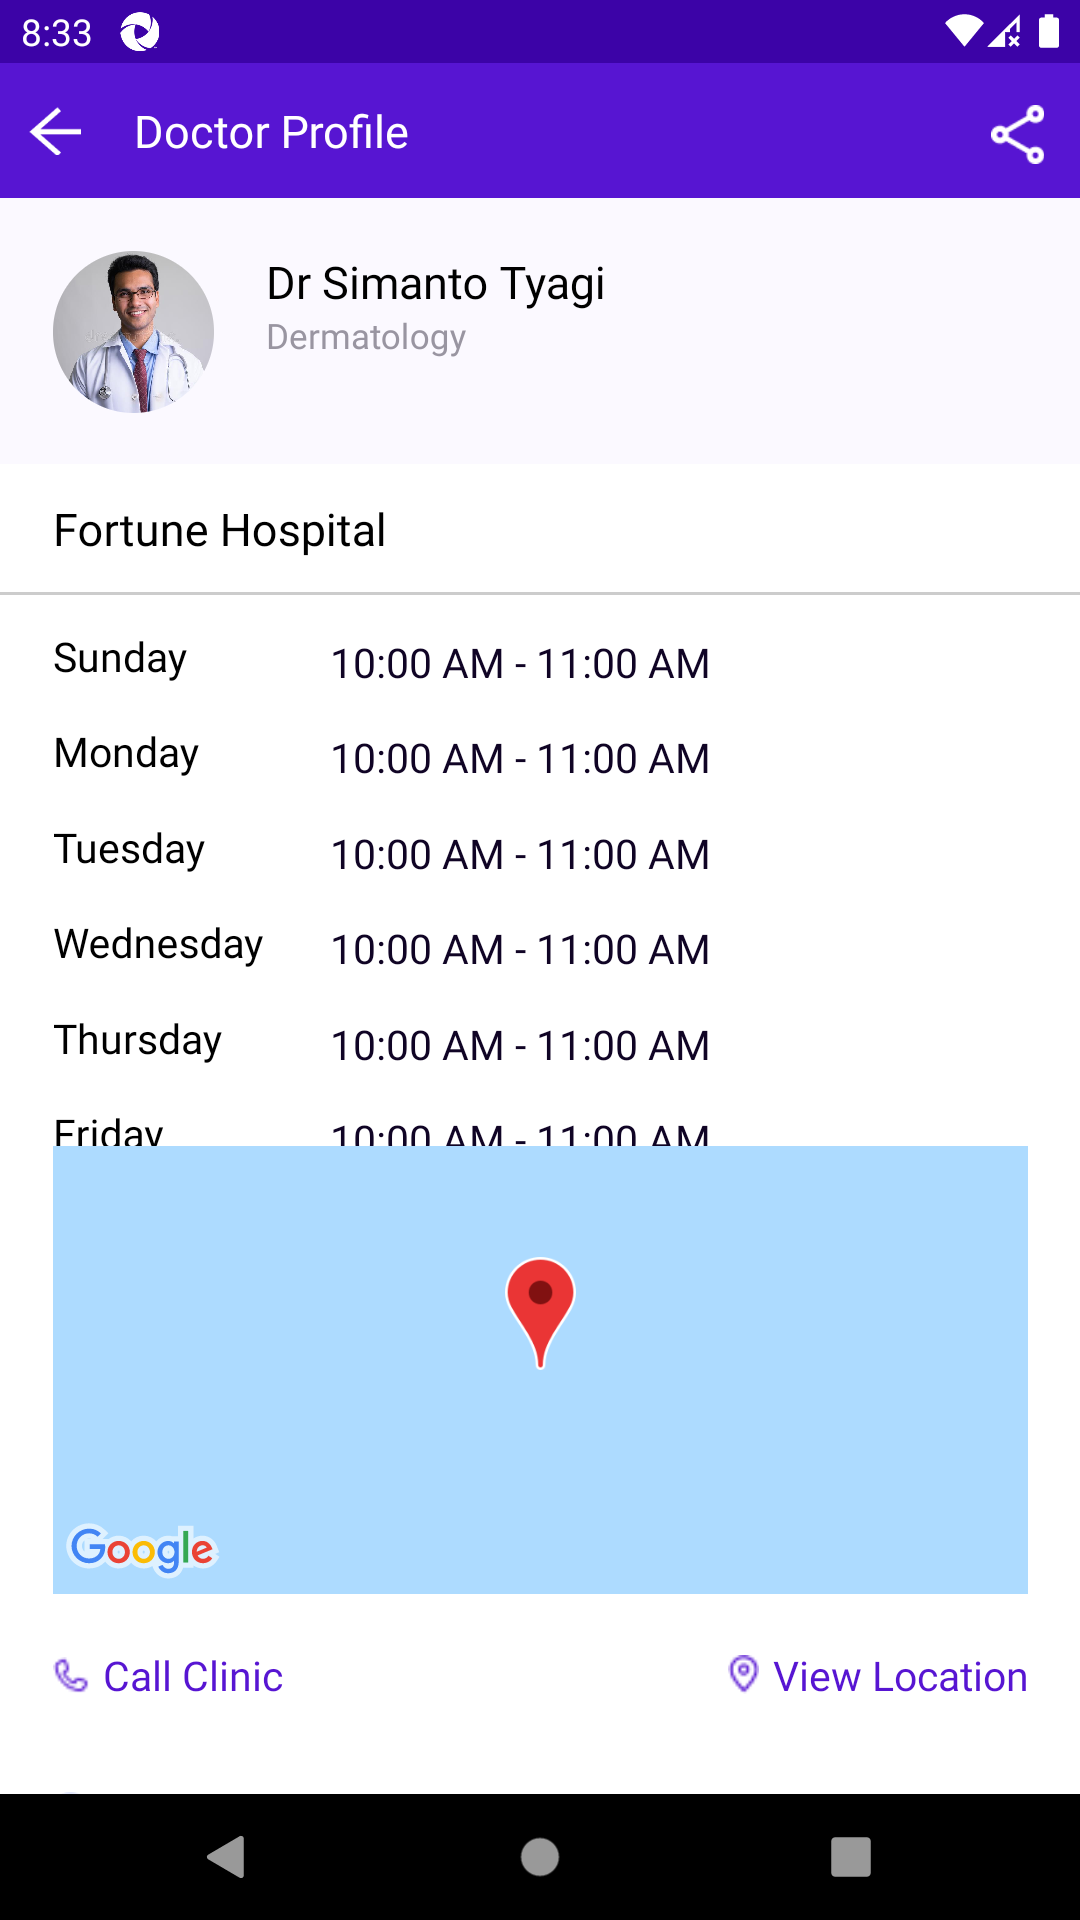 8:33
Doctor Profile
Dr Simanto Tyagi
Dermatology
Fortune Hospital
Sunday 10:00 AM - 11:00 AM
Monday 10:00 AM - 11:00 AM
Tuesday 10:00 AM - 11:00 AM
Wednesday 10:00 AM - 11:00 AM
Thursday 10:00 AM - 11:00 AM
Friday 10:00 AM - 11:00 AM
Google
Call Clinic View Location